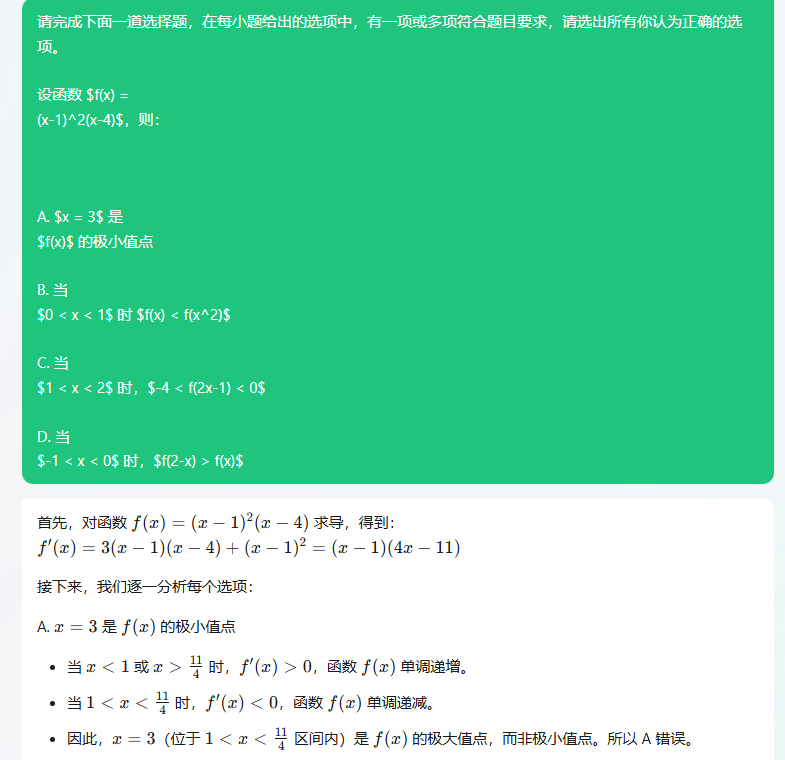 请完成下面一道选择题，在每小题给出的选项中，有一项或多项符合题目要求，请选出所有你认为正确的选
项。
设函数 $f(x) =
(x-1)^2(x-4)$，则：
A. $x = 3$ 是
$f(x)$ 的极小值点
B. 当
$0 < x < 1$ 时 $f(x) < f(x^2)$
C. 当
$1 < x < 2$ 时，$-4 < f(2x-1) < 0$
D. 当
$-1 < x < 0$ 时，$f(2-x) > f(x)$
首先，对函数 f(x) = (x − 1)²(x − 4) 求导，得到：
f′(x) = 3(x − 1)(x − 4) + (x − 1)² = (x − 1)(4x − 11)
接下来，我们逐一分析每个选项：
A. x = 3 是 f(x) 的极小值点
• 当 x < 1 或 x > 11/4 时，f′(x) > 0，函数 f(x) 单调递增。
• 当 1 < x < 11/4 时，f′(x) < 0，函数 f(x) 单调递减。
• 因此，x = 3（位于 1 < x < 11/4 区间内）是 f(x) 的极大值点，而非极小值点。所以 A 错误。